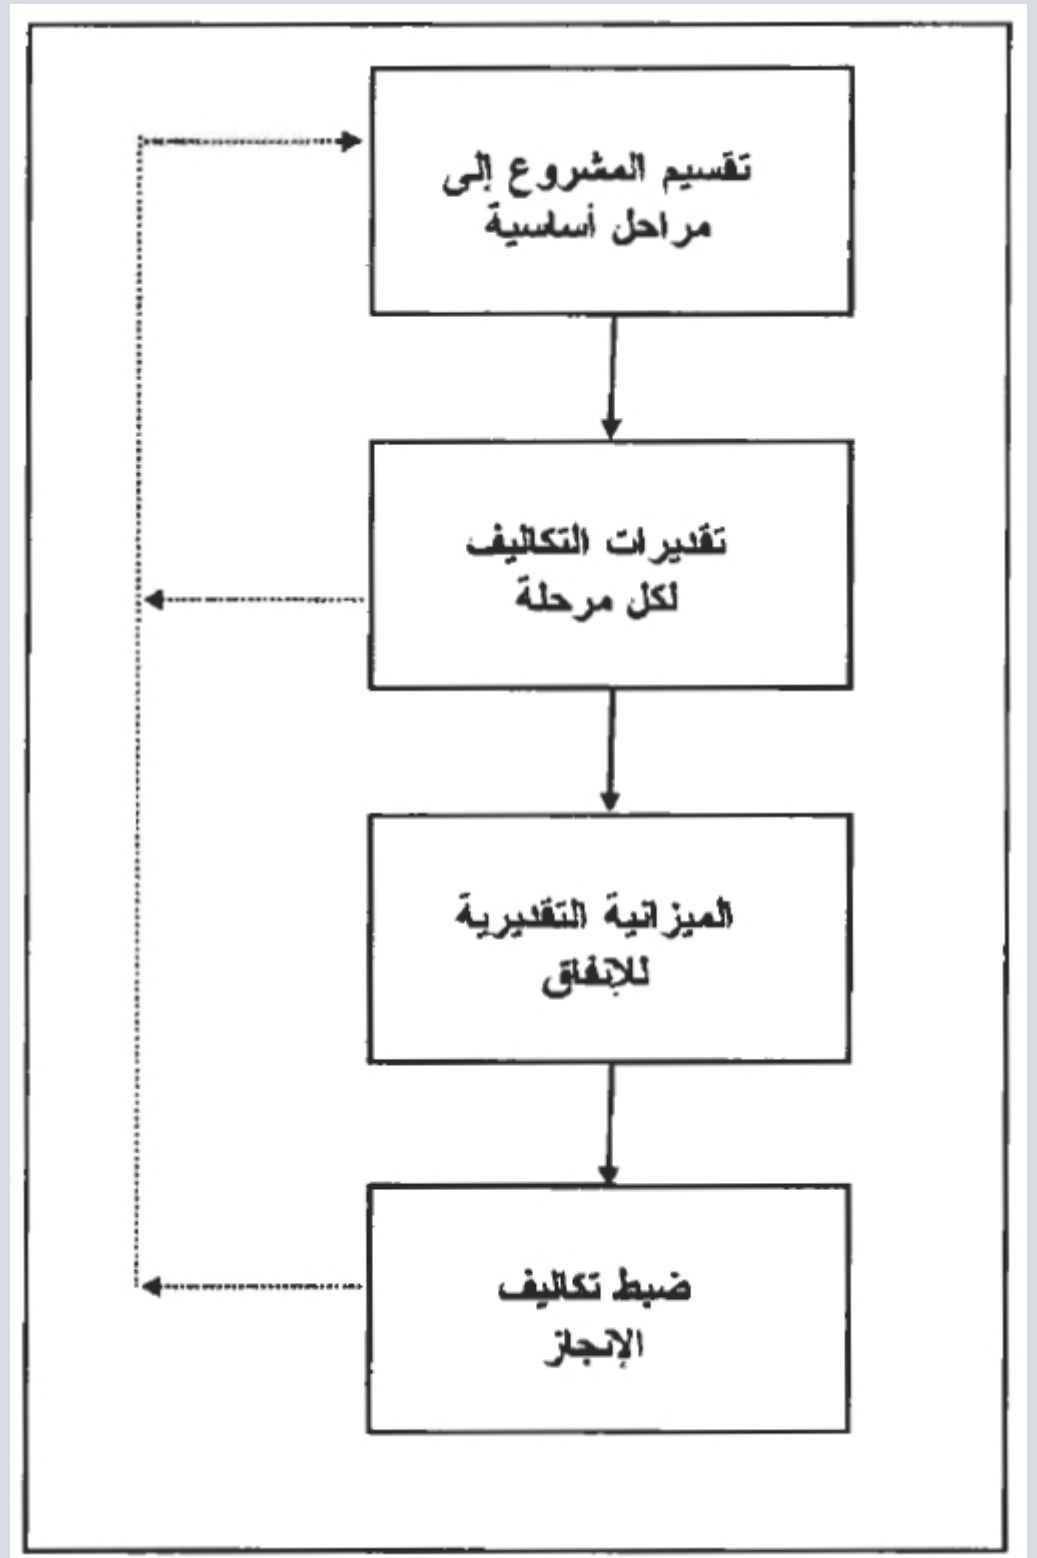 تقسيم المشروع إلى
مراحل أساسية
تقديرات التكاليف
لكل مرحلة
الميزانية التقديرية
للإنفاق
ضبط تكاليف
الإنجاز